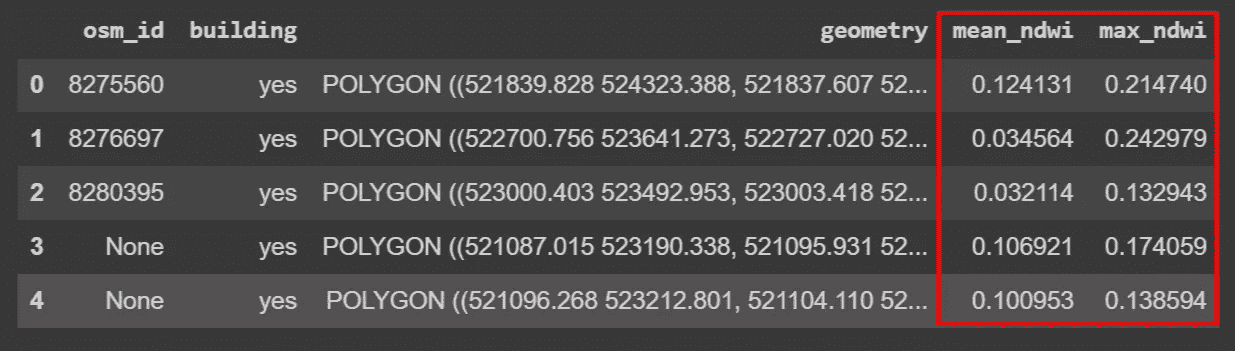 osm_id building geometry mean_ndwi max_ndwi
0 8275560 yes POLYGON ((521839.828 524323.388, 521837.607 52... 0.124131 0.214740
1 8276697 yes POLYGON ((522700.756 523641.273, 522727.020 52... 0.034564 0.242979
2 8280395 yes POLYGON ((523000.403 523492.953, 523003.418 52... 0.032114 0.132943
3 None yes POLYGON ((521087.015 523190.338, 521095.931 52... 0.106921 0.174059
4 None yes POLYGON ((521096.268 523212.801, 521104.110 52... 0.100953 0.138594